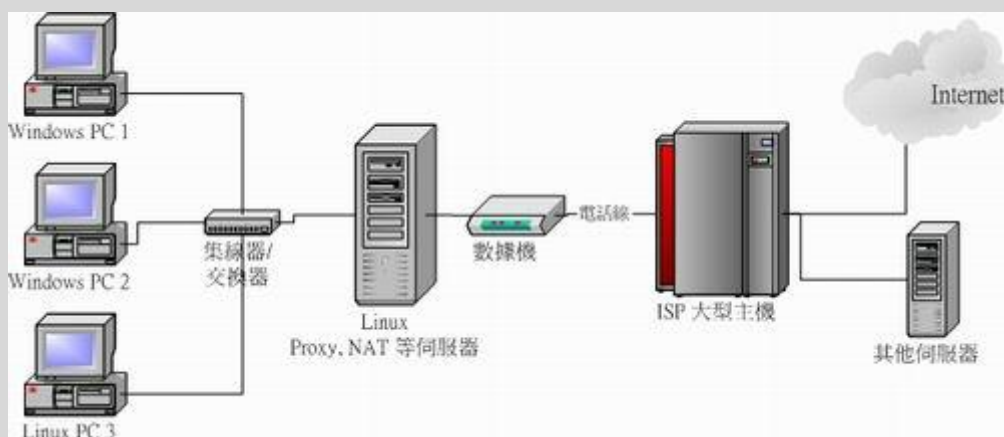 Windows PC 1
Windows PC 2
Linux PC 3
集線器/
交換器
Linux
Proxy, NAT 等伺服器
數據機
電話線
ISP 大型主機
Internet
其他伺服器